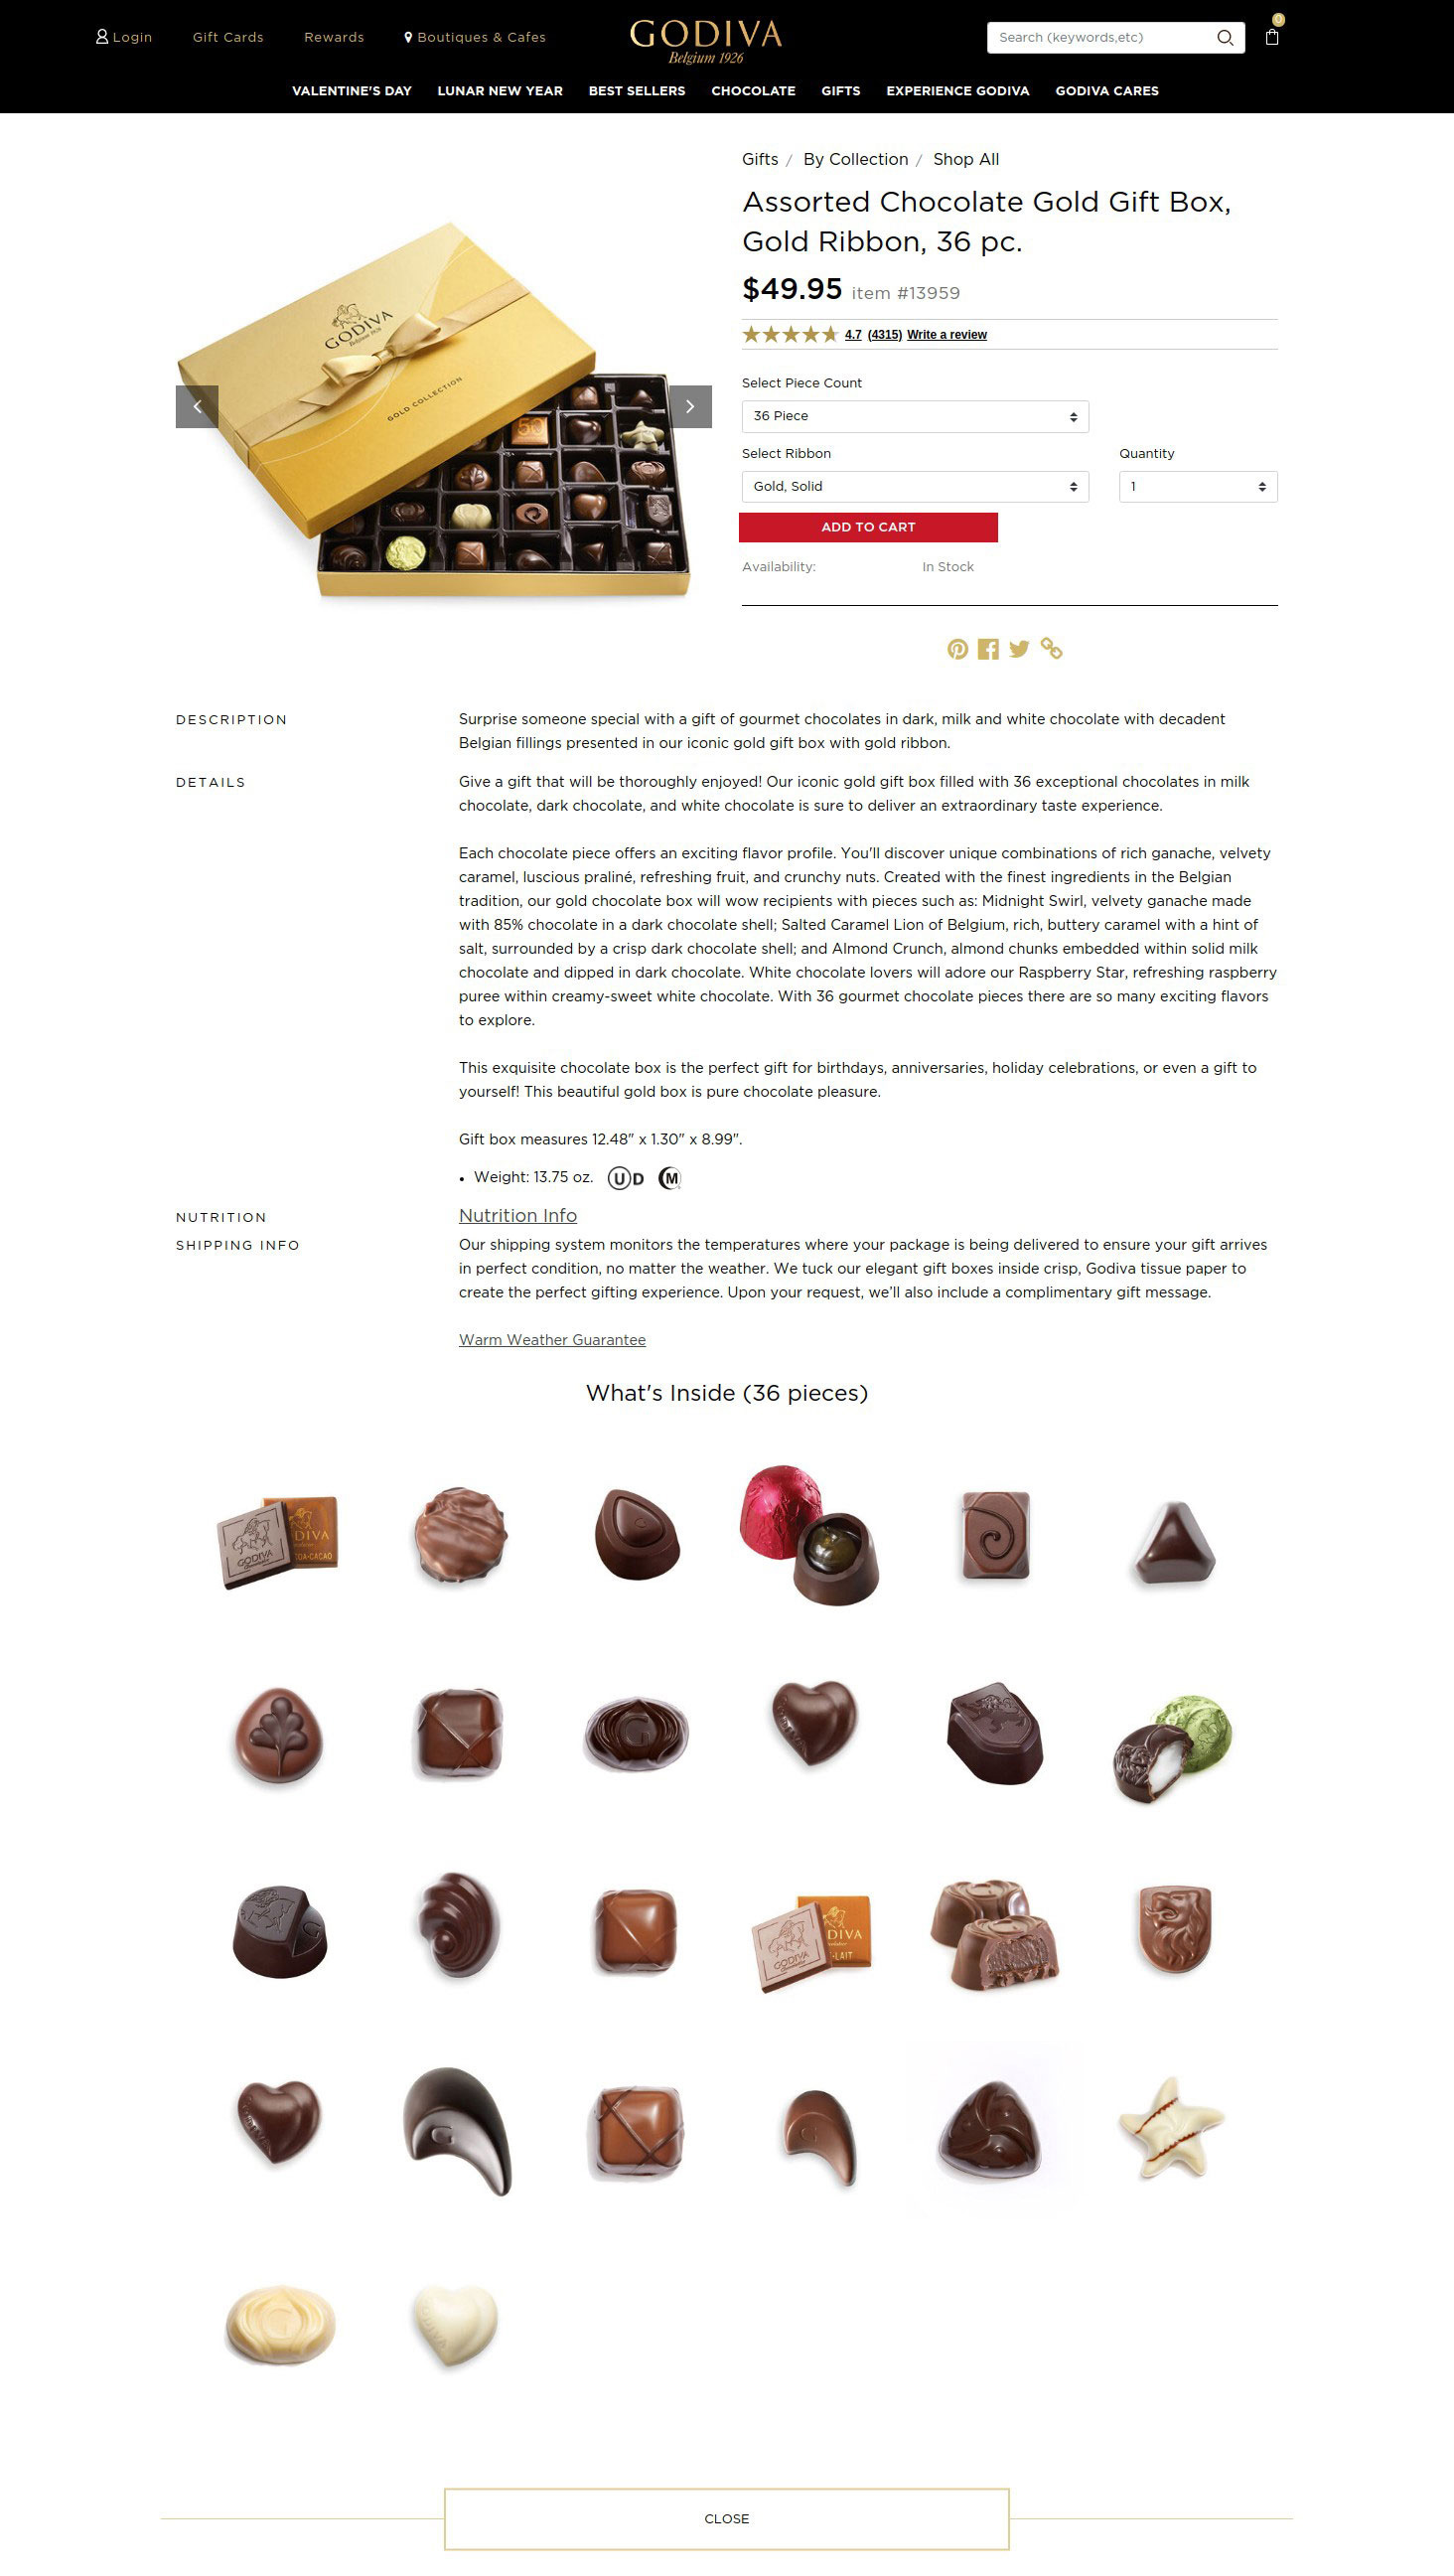 Login
Gift Cards
Rewards
Boutiques & Cafes
GODIVA
Belgium 1926
Search (keywords,etc)
0
VALENTINE'S DAY
LUNAR NEW YEAR
BEST SELLERS
CHOCOLATE
GIFTS
EXPERIENCE GODIVA
GODIVA CARES
Gifts / By Collection / Shop All
Assorted Chocolate Gold Gift Box,
Gold Ribbon, 36 pc.
$49.95 item #13959
4.7 (4315) Write a review
GODIVA
Belgium 1926
GOLD COLLECTION
50
Select Piece Count
36 Piece
Select Ribbon
Quantity
Gold, Solid
1
ADD TO CART
Availability: In Stock
DESCRIPTION
Surprise someone special with a gift of gourmet chocolates in dark, milk and white chocolate with decadent
Belgian fillings presented in our iconic gold gift box with gold ribbon.
DETAILS
Give a gift that will be thoroughly enjoyed! Our iconic gold gift box filled with 36 exceptional chocolates in milk
chocolate, dark chocolate, and white chocolate is sure to deliver an extraordinary taste experience.
Each chocolate piece offers an exciting flavor profile. You'll discover unique combinations of rich ganache, velvety
caramel, luscious praliné, refreshing fruit, and crunchy nuts. Created with the finest ingredients in the Belgian
tradition, our gold chocolate box will wow recipients with pieces such as: Midnight Swirl, velvety ganache made
with 85% chocolate in a dark chocolate shell; Salted Caramel Lion of Belgium, rich, buttery caramel with a hint of
salt, surrounded by a crisp dark chocolate shell; and Almond Crunch, almond chunks embedded within solid milk
chocolate and dipped in dark chocolate. White chocolate lovers will adore our Raspberry Star, refreshing raspberry
puree within creamy-sweet white chocolate. With 36 gourmet chocolate pieces there are so many exciting flavors
to explore.
This exquisite chocolate box is the perfect gift for birthdays, anniversaries, holiday celebrations, or even a gift to
yourself! This beautiful gold box is pure chocolate pleasure.
Gift box measures 12.48" x 1.30" x 8.99".
• Weight: 13.75 oz. U D M
NUTRITION
Nutrition Info
SHIPPING INFO
Our shipping system monitors the temperatures where your package is being delivered to ensure your gift arrives
in perfect condition, no matter the weather. We tuck our elegant gift boxes inside crisp, Godiva tissue paper to
create the perfect gifting experience. Upon your request, we'll also include a complimentary gift message.
Warm Weather Guarantee
What's Inside (36 pieces)
GODIVA
DIVA
OA-CACAO
G
G
GODIVA
DIVA
-LAIT
G
G
G
GODIVA
CLOSE